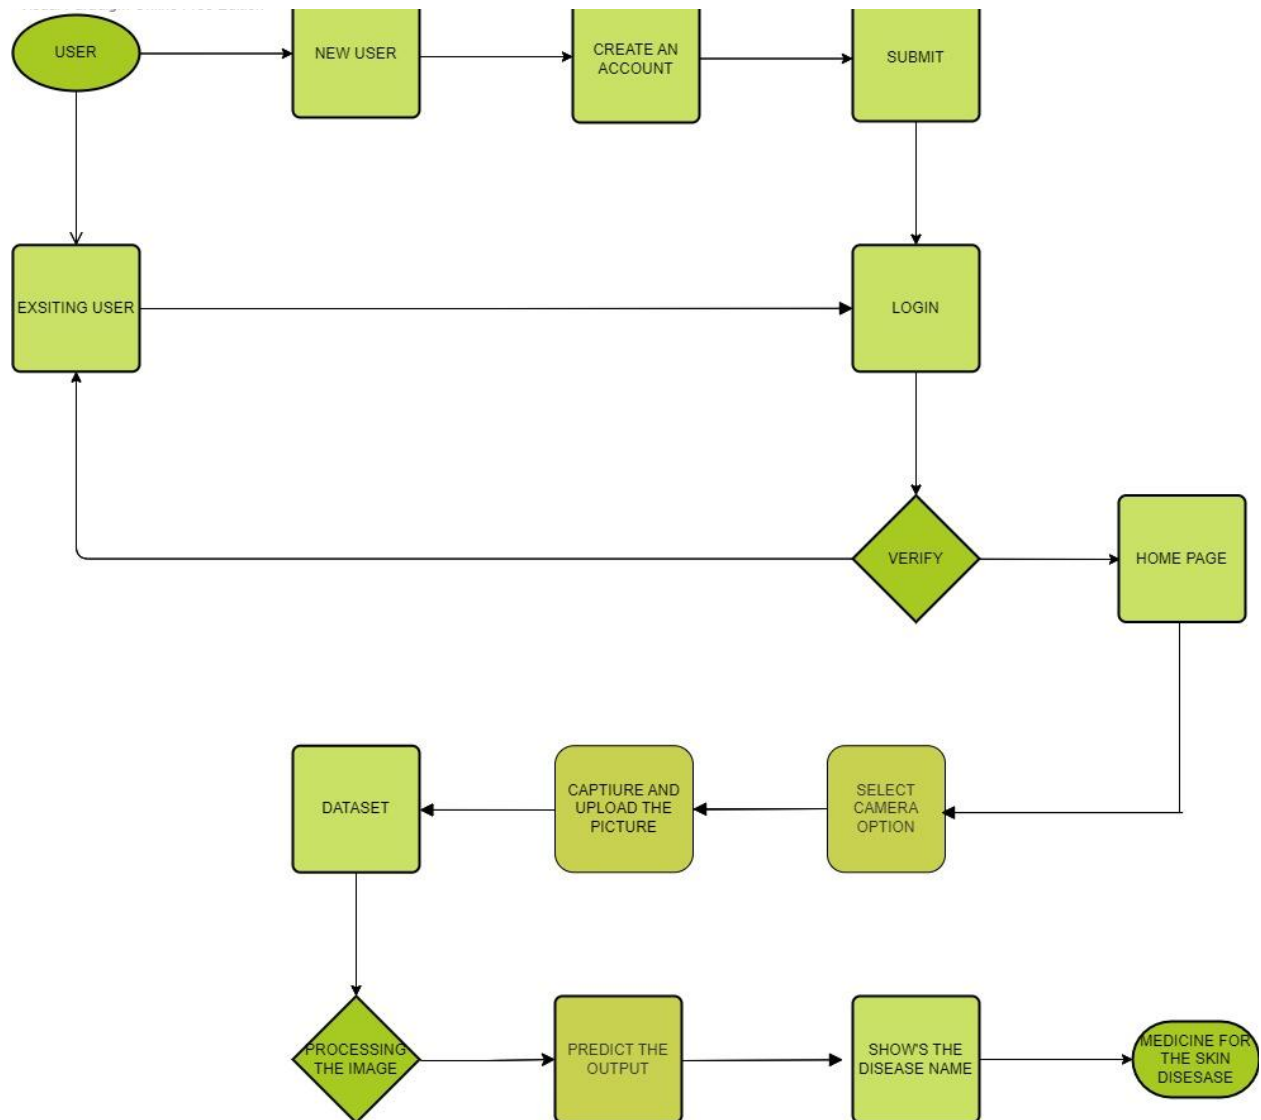 USER
NEW USER
CREATE AN
ACCOUNT
SUBMIT
EXSITING USER
LOGIN
VERIFY
HOME PAGE
DATASET
CAPTIURE AND
UPLOAD THE
PICTURE
SELECT
CAMERA
OPTION
PROCESSING
THE IMAGE
PREDICT THE
OUTPUT
SHOW'S THE
DISEASE NAME
MEDICINE FOR
THE SKIN
DISESASE